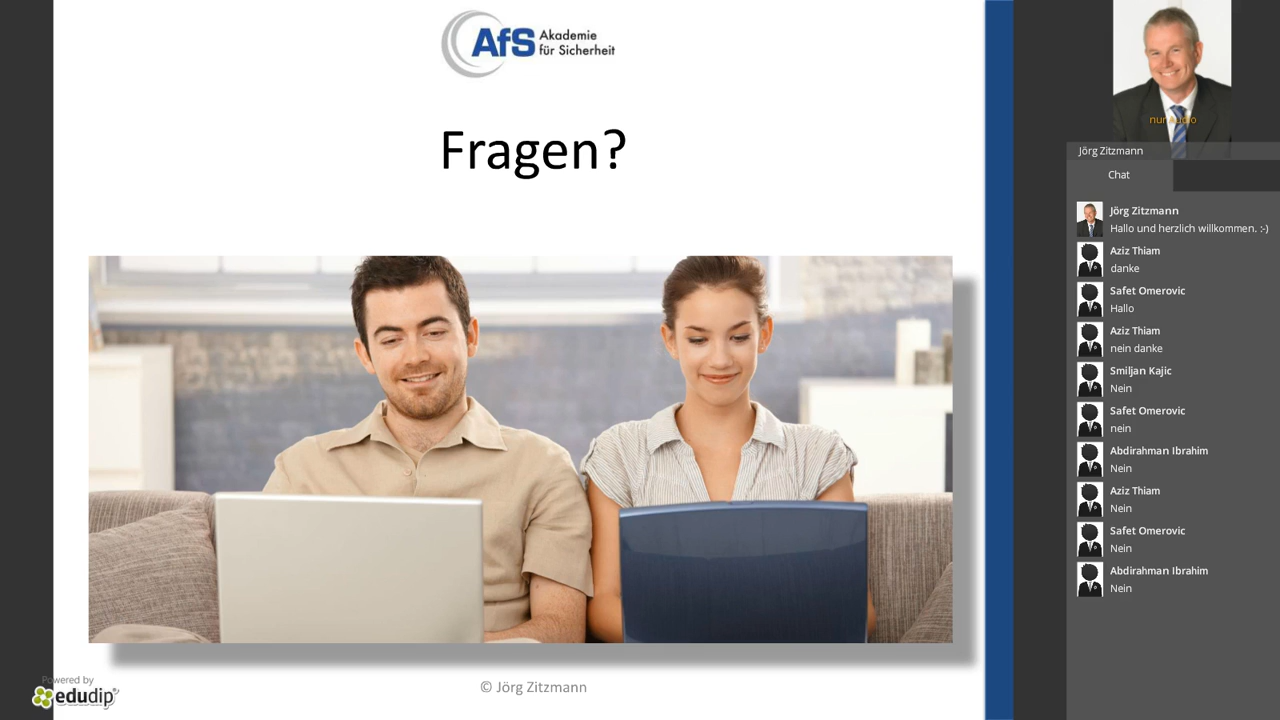 AfS Akademie
für Sicherheit
Fragen?
© Jörg Zitzmann
Powered by
edudip
nur Audio
Jörg Zitzmann
Chat
Jörg Zitzmann
Hallo und herzlich willkommen. :-)
Aziz Thiam
danke
Safet Omerovic
Hallo
Aziz Thiam
nein danke
Smiljan Kajic
Nein
Safet Omerovic
nein
Abdirahman Ibrahim
Nein
Aziz Thiam
Nein
Safet Omerovic
Nein
Abdirahman Ibrahim
Nein